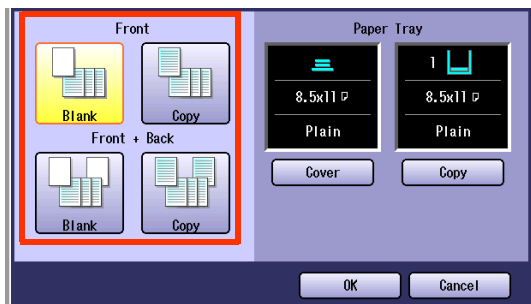 Front
Blank
Copy
Front + Back
Blank
Copy
Paper Tray
8.5x11
Plain
1
8.5x11
Plain
Cover
Copy
OK
Cancel